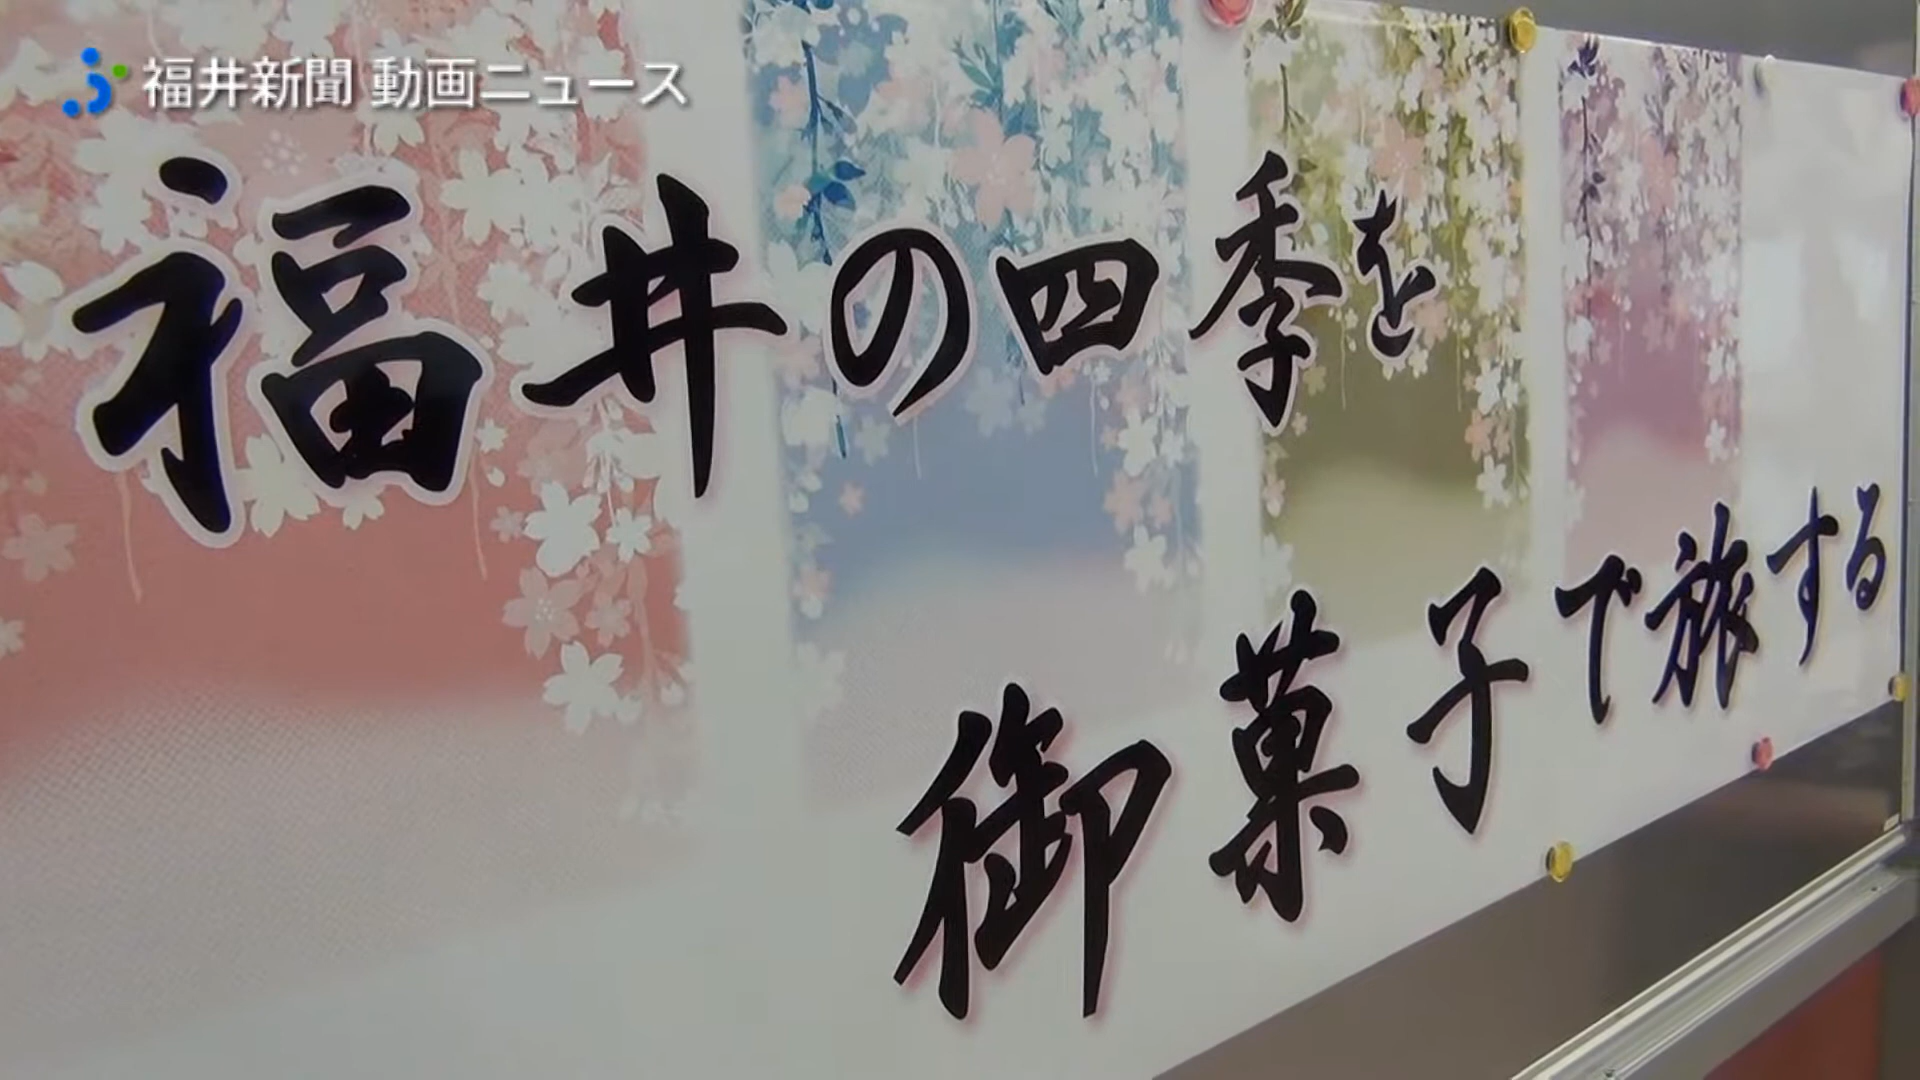 福井新聞 動画ニュース
福井の四季を
御菓子で旅する